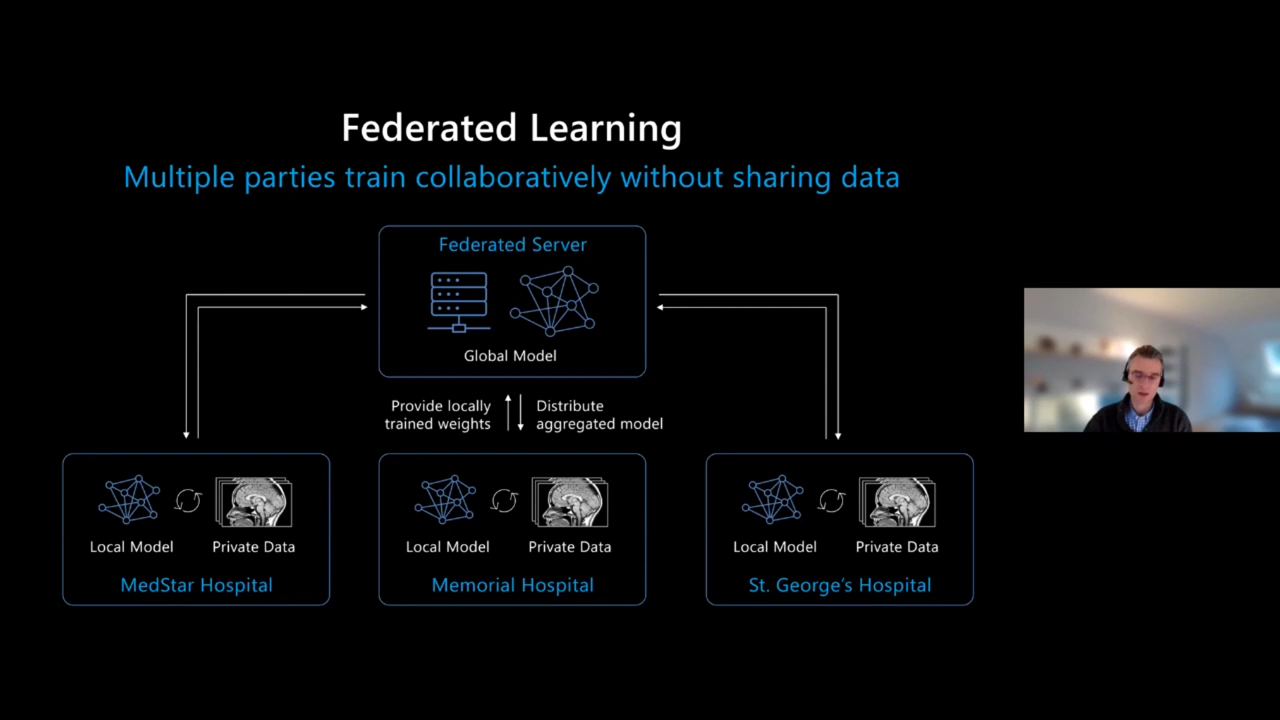 Federated Learning
Multiple parties train collaboratively without sharing data
Federated Server
Global Model
Provide locally
trained weights
Distribute
aggregated model
Local Model
Private Data
MedStar Hospital
Local Model
Private Data
Memorial Hospital
Local Model
Private Data
St. George's Hospital